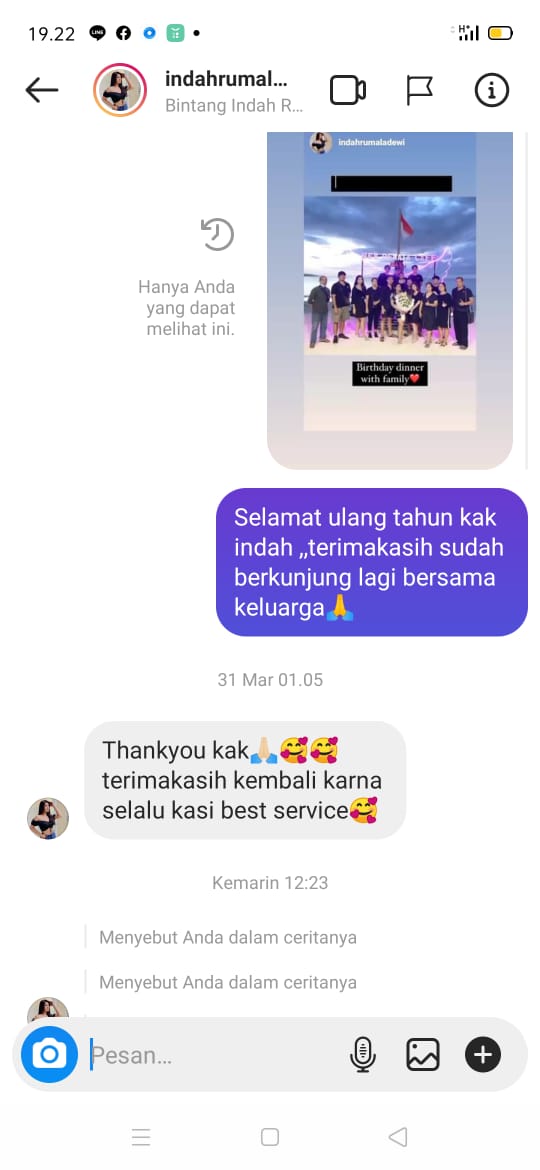 19.22
indahrumal...
Bintang Indah R...
indahrumaladewi
Hanya Anda
yang dapat
melihat ini.
Birthday dinner
with family❤️
Selamat ulang tahun kak
indah ,,terimakasih sudah
berkunjung lagi bersama
keluarga🙏
31 Mar 01.05
Thankyou kak🙏🏼🥰🥰
terimakasih kembali karna
selalu kasi best service🥰
Kemarin 12:23
Menyebut Anda dalam ceritanya
Menyebut Anda dalam ceritanya
Pesan...